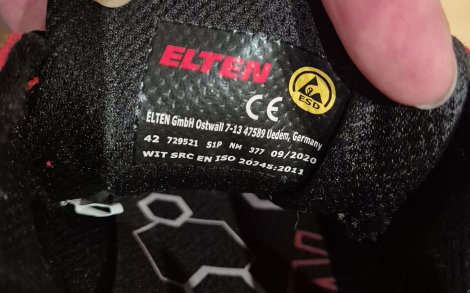 ELTEN
CE
ESD
ELTEN GmbH Ostwall 7-13 47589 Uedem, Germany
42 729521 S1P NM 377 09/2020
WIT SRC EN ISO 20345:2011